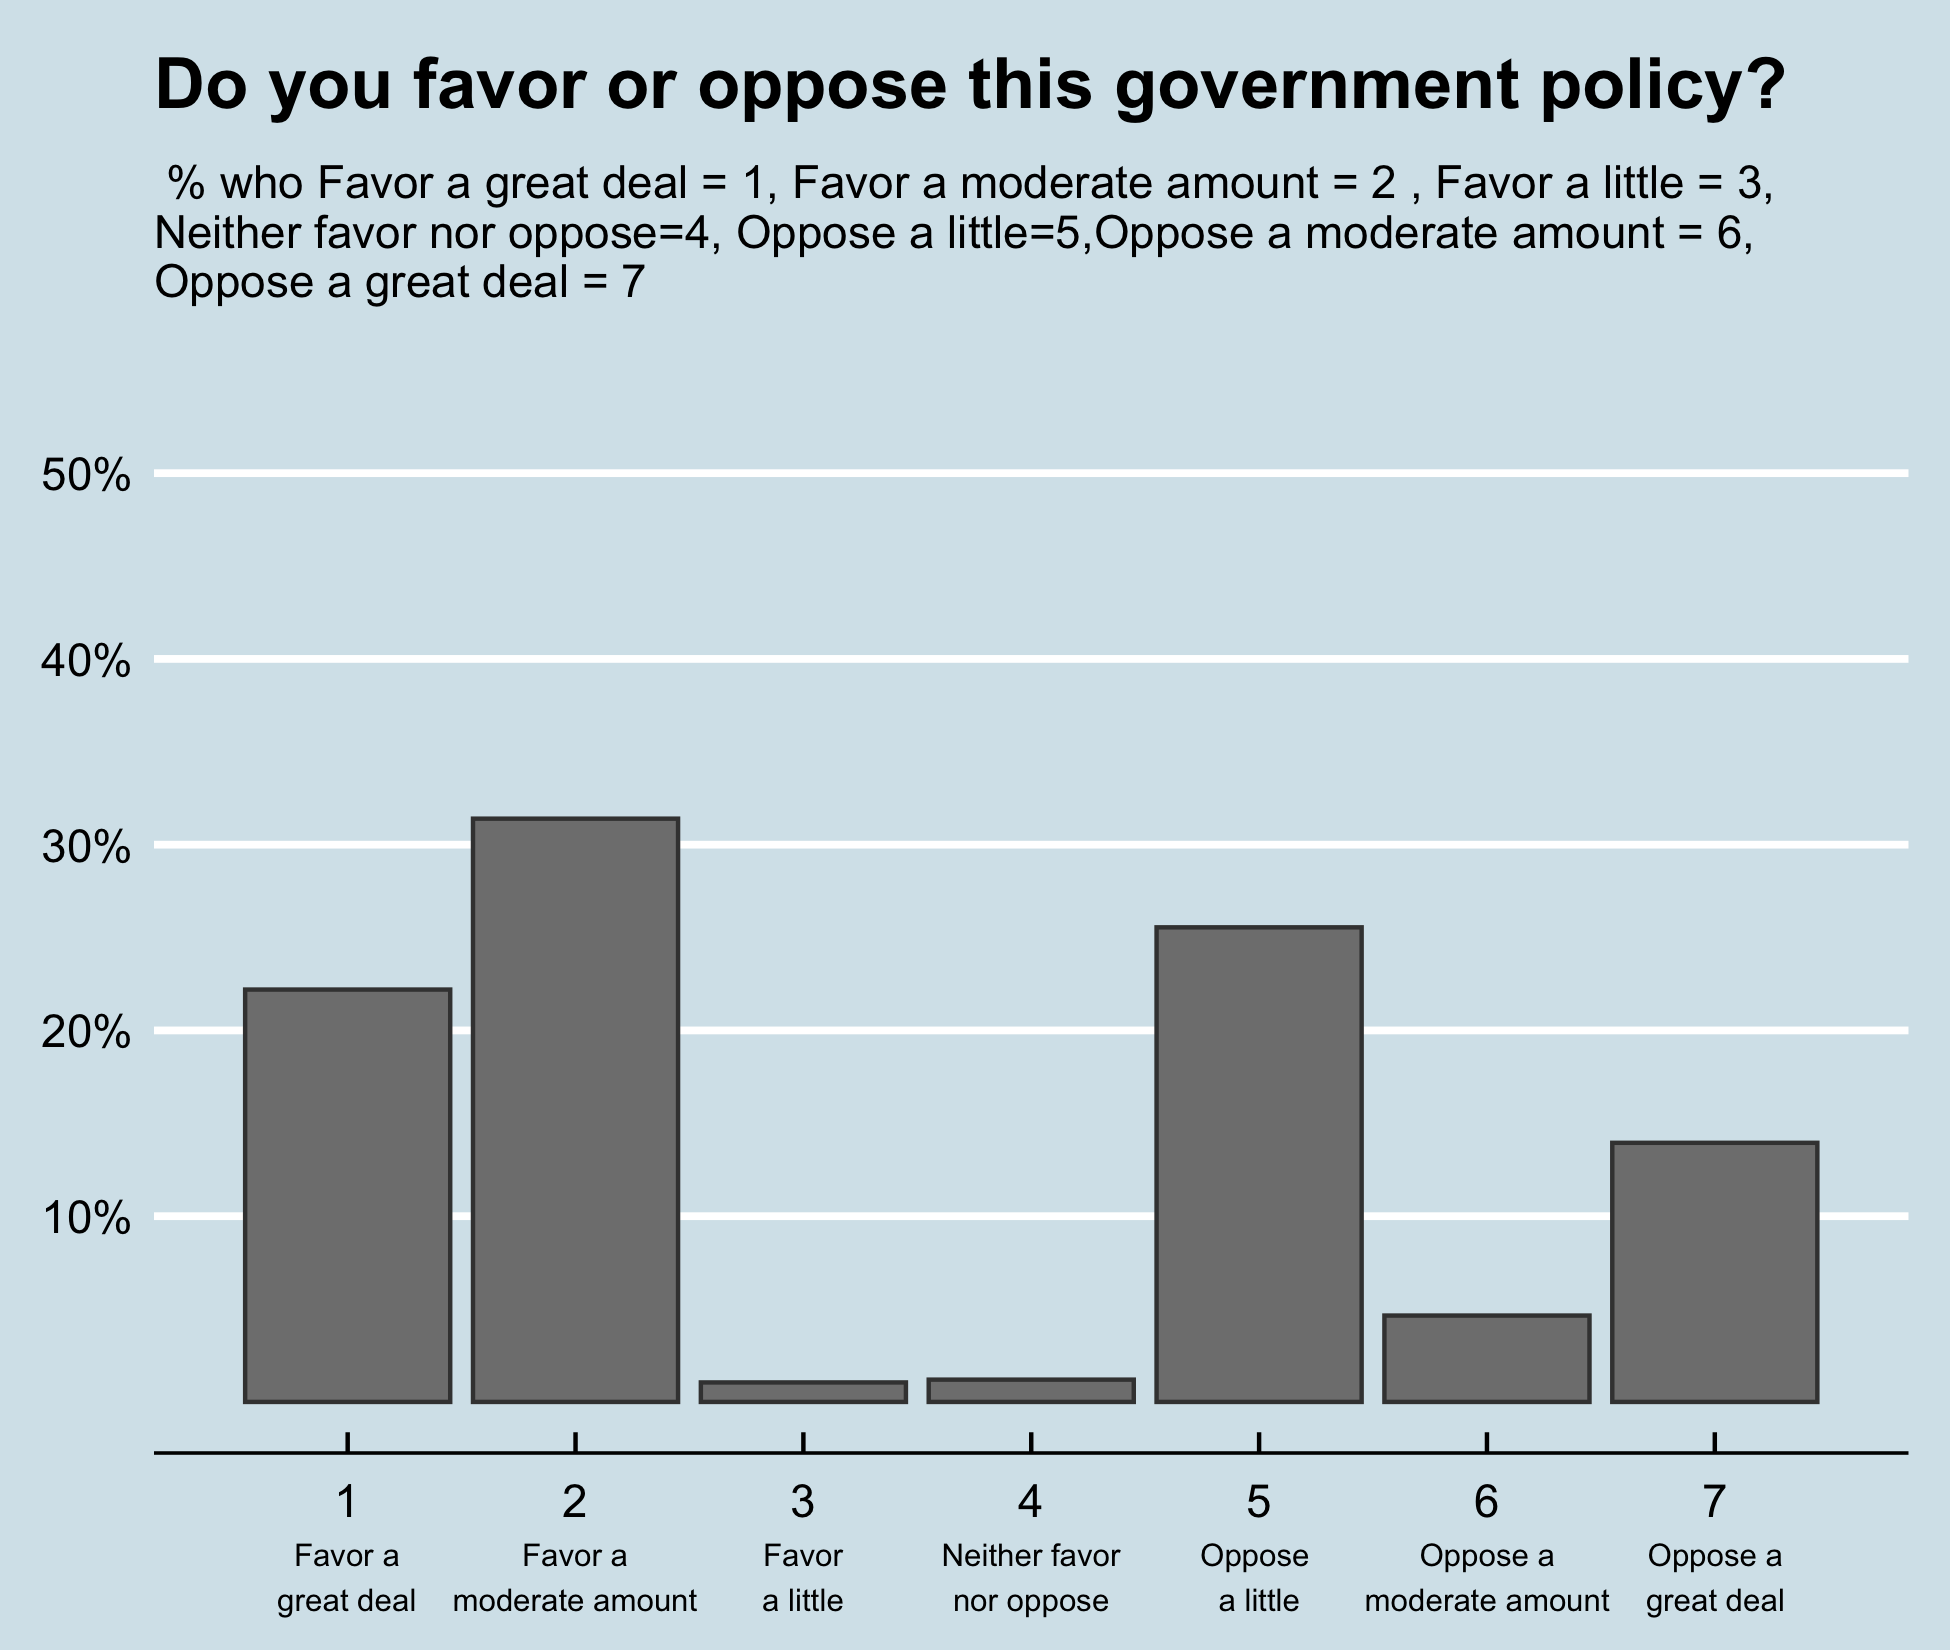 Do you favor or oppose this government policy?
% who Favor a great deal = 1, Favor a moderate amount = 2 , Favor a little = 3,
Neither favor nor oppose=4, Oppose a little=5,Oppose a moderate amount = 6,
Oppose a great deal = 7
50%
40%
30%
20%
10%
1 2 3 4 5 6 7
Favor a Favor a Favor Neither favor Oppose Oppose a Oppose a
great deal moderate amount a little nor oppose a little moderate amount great deal